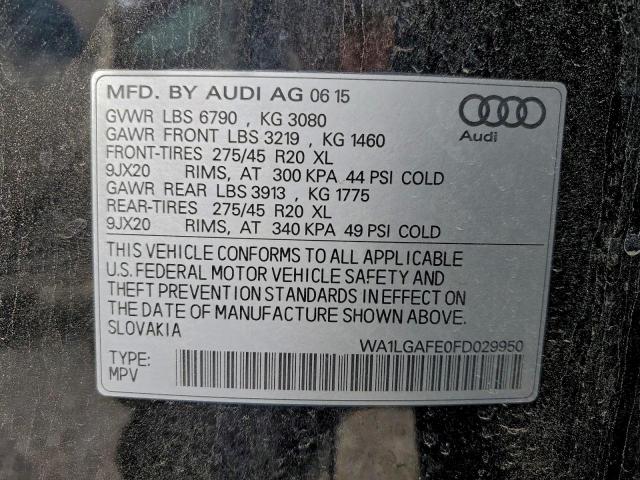 MFD. BY AUDI AG 06 15
GVWR LBS 6790 , KG 3080
GAWR FRONT LBS 3219 , KG 1460
FRONT-TIRES 275/45 R20 XL
9JX20 RIMS, AT 300 KPA 44 PSI COLD
GAWR REAR LBS 3913 , KG 1775
REAR-TIRES 275/45 R20 XL
9JX20 RIMS, AT 340 KPA 49 PSI COLD
Audi
THIS VEHICLE CONFORMS TO ALL APPLICABLE
U.S. FEDERAL MOTOR VEHICLE SAFETY AND
THEFT PREVENTION STANDARDS IN EFFECT ON
THE DATE OF MANUFACTURE SHOWN ABOVE.
SLOVAKIA
WA1LGAFE0FD029950
TYPE:
MPV